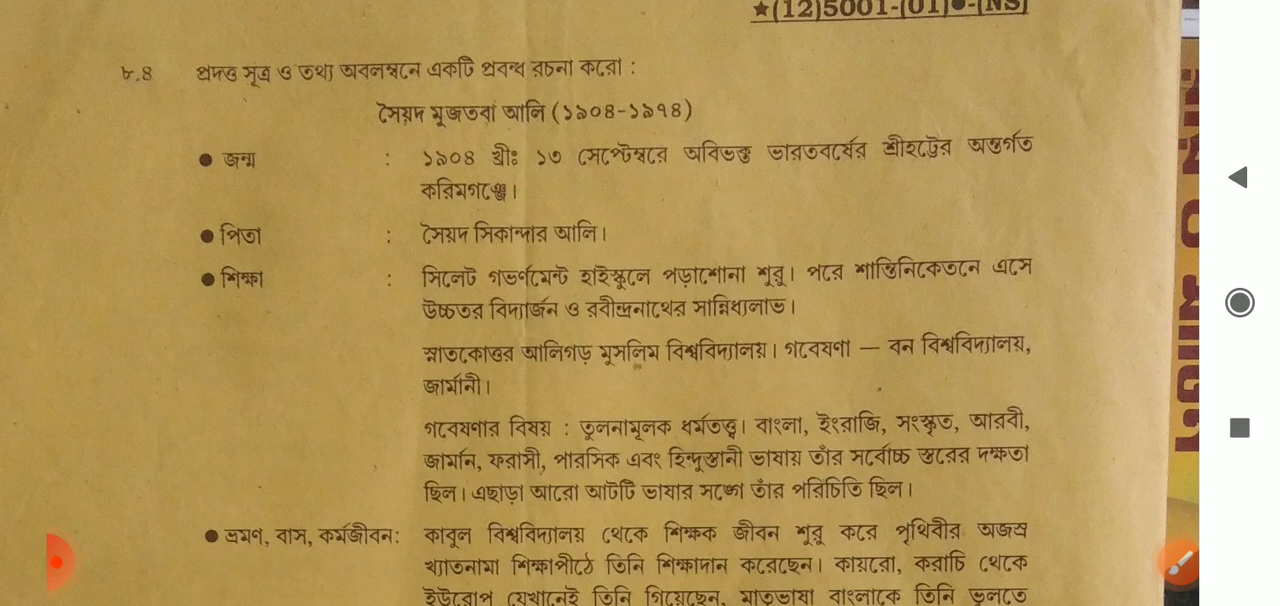 ★(12)5001-(01)●-(NS)
৮.৪ প্রদত্ত সূত্র ও তথ্য অবলম্বনে একটি প্রবন্ধ রচনা করো :
সৈয়দ মুজতবা আলি (১৯০৪-১৯৭৪)
● জন্ম : ১৯০৪ খ্রীঃ ১৩ সেপ্টেম্বরে অবিভক্ত ভারতবর্ষের শ্রীহট্টের অন্তর্গত
করিমগঞ্জে।
● পিতা : সৈয়দ সিকান্দার আলি।
● শিক্ষা : সিলেট গভর্ণমেন্ট হাইস্কুলে পড়াশোনা শুরু। পরে শান্তিনিকেতনে এসে
উচ্চতর বিদ্যার্জন ও রবীন্দ্রনাথের সান্নিধ্যলাভ।
স্নাতকোত্তর আলিগড় মুসলিম বিশ্ববিদ্যালয়। গবেষণা — বন বিশ্ববিদ্যালয়,
জার্মানী।
গবেষণার বিষয় : তুলনামূলক ধর্মতত্ত্ব। বাংলা, ইংরাজি, সংস্কৃত, আরবী,
জার্মান, ফরাসী, পারসিক এবং হিন্দুস্তানী ভাষায় তাঁর সর্বোচ্চ স্তরের দক্ষতা
ছিল। এছাড়া আরো আটটি ভাষার সঙ্গে তাঁর পরিচিতি ছিল।
● ভ্রমণ, বাস, কর্মজীবন: কাবুল বিশ্ববিদ্যালয় থেকে শিক্ষক জীবন শুরু করে পৃথিবীর অজস্র
খ্যাতনামা শিক্ষাপীঠে তিনি শিক্ষাদান করেছেন। কায়রো, করাচি থেকে
ইউরোপ যেখানেই তিনি গিয়েছেন, মাতৃভাষা বাংলাকে তিনি ভুলতে